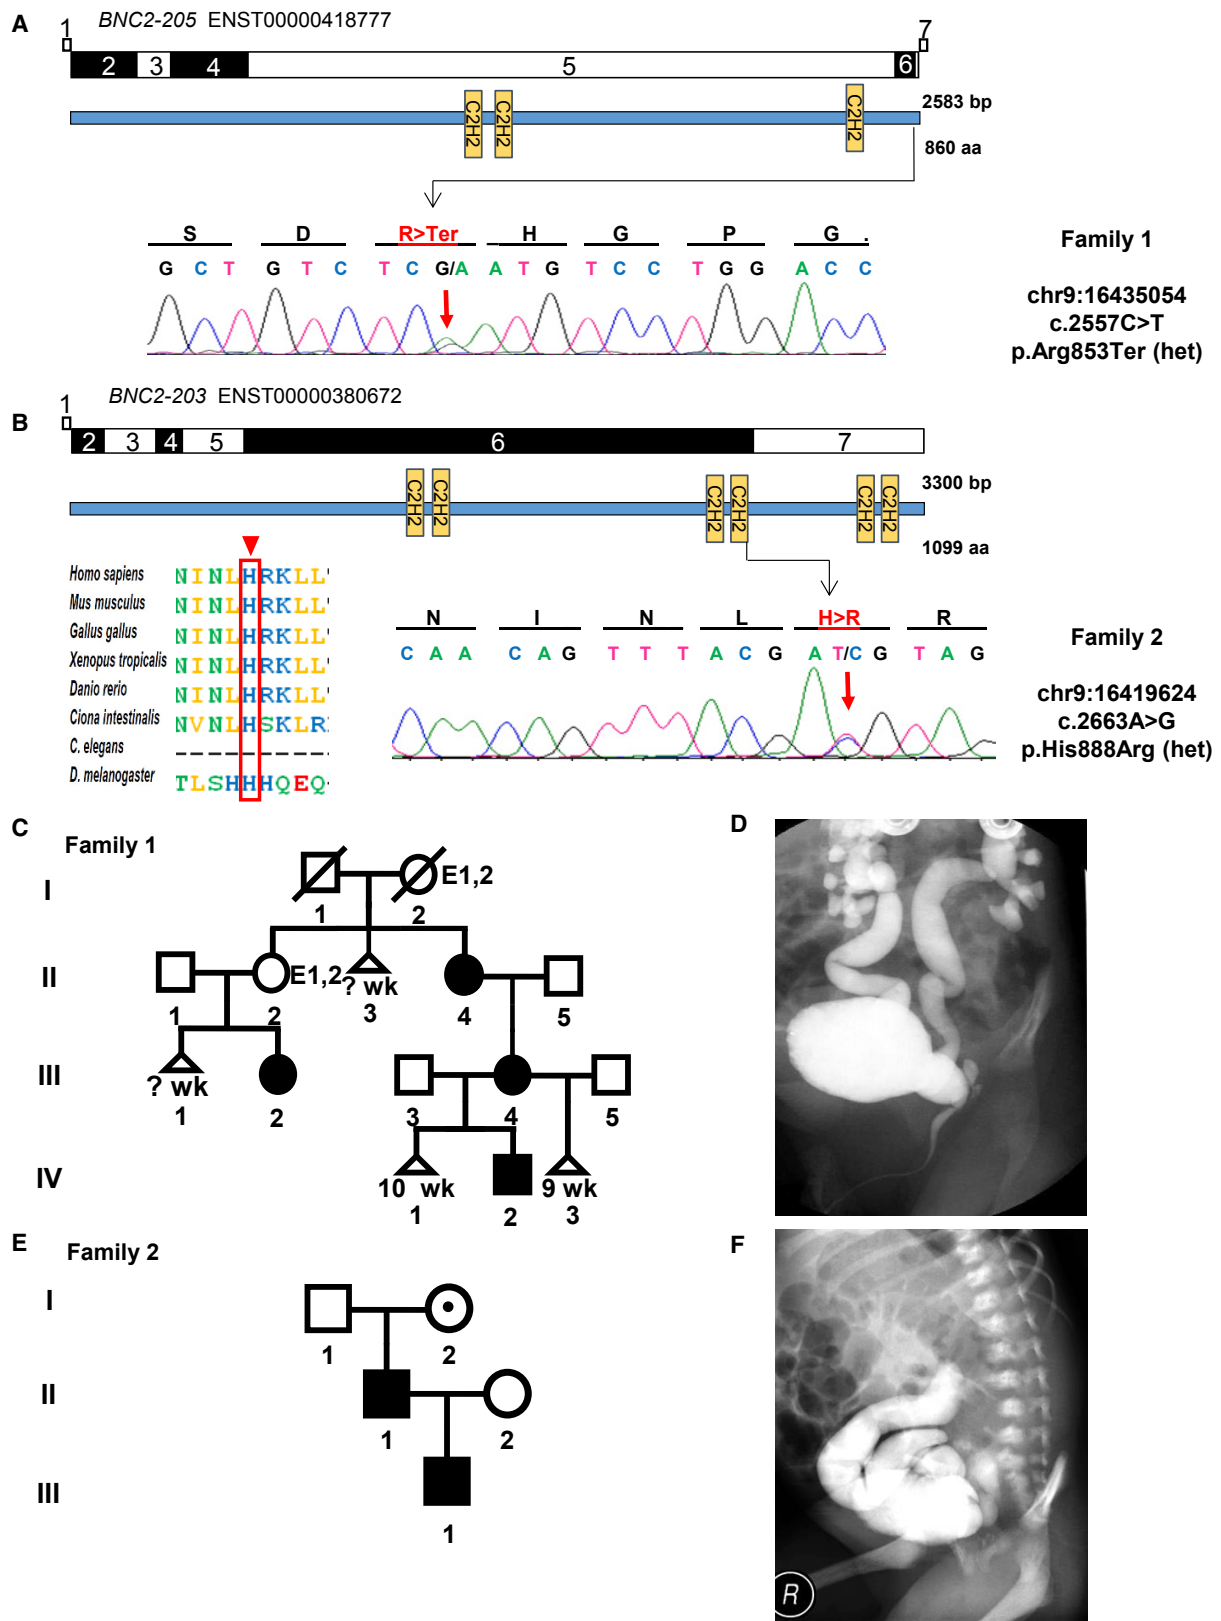 A
BNC2-205 ENST00000418777
1
7
2 3 4 5 6
C2H2 C2H2 C2H2
2583 bp
860 aa
S D R>Ter _H G P G .
G C T G T C T C G/A A T G T C C T G G A C C
Family 1
chr9:16435054
c.2557C>T
p.Arg853Ter (het)
B
BNC2-203 ENST00000380672
1
2 3 4 5 6 7
C2H2 C2H2 C2H2 C2H2 C2H2 C2H2
3300 bp
1099 aa
Homo sapiens NINLHRKLL
Mus musculus NINLHRKLL
Gallus gallus NINLHRKLL
Xenopus tropicalis NINLHRKLL
Danio rerio NINLHRKLL
Ciona intestinalis NVNLHSKLR
C. elegans ---------
D. melanogaster TLSHHHQEQ
N I N L H>R R
C A A C A G T T T A C G A T/C G T A G
Family 2
chr9:16419624
c.2663A>G
p.His888Arg (het)
C
Family 1
I
E1,2
1 2
II
E1,2
? wk
1 2 3 4 5
III
? wk
1 2 3 4 5
IV
10 wk 9 wk
1 2 3
D
E
Family 2
I
1 2
II
1 2
III
1
F
R